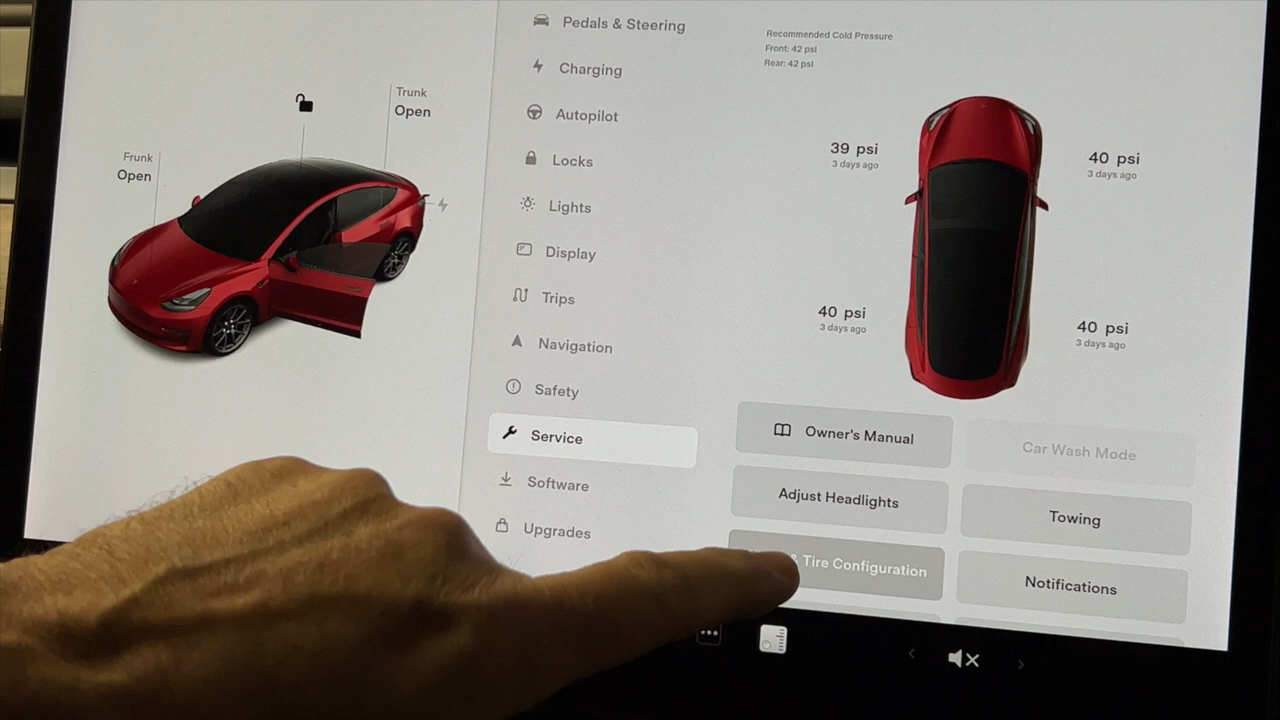 Trunk
Open
Frunk
Open
Pedals & Steering
Charging
Autopilot
Locks
Lights
Display
Trips
Navigation
Safety
Service
Software
Upgrades
Recommended Cold Pressure
Front: 42 psi
Rear: 42 psi
39 psi
3 days ago
40 psi
3 days ago
40 psi
3 days ago
40 psi
3 days ago
Owner's Manual
Car Wash Mode
Adjust Headlights
Towing
& Tire Configuration
Notifications